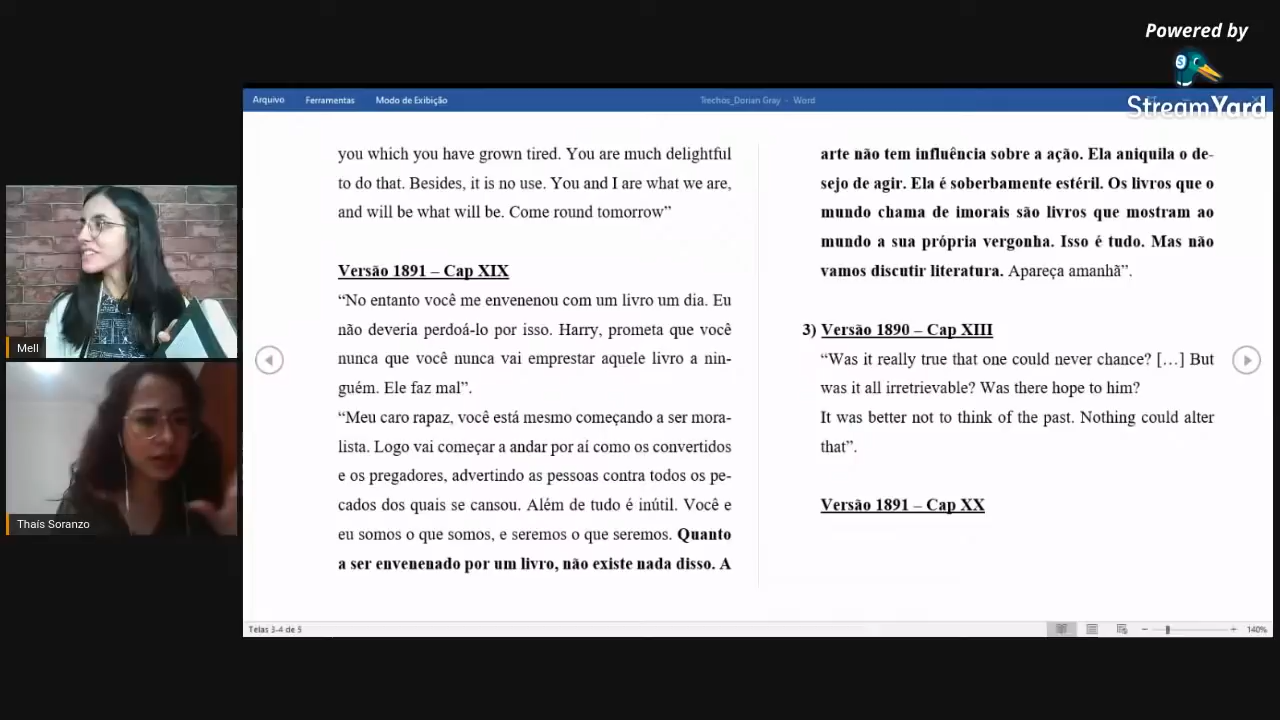 Powered by
StreamYard
Arquivo Ferramentas Modo de Exibição Trechos_Dorian Gray - Word
you which you have grown tired. You are much delightful
to do that. Besides, it is no use. You and I are what we are,
and will be what will be. Come round tomorrow”
Versão 1891 – Cap XIX
“No entanto você me envenenou com um livro um dia. Eu
não deveria perdoá-lo por isso. Harry, prometa que você
nunca que você nunca vai emprestar aquele livro a nin-
guém. Ele faz mal”.
“Meu caro rapaz, você está mesmo começando a ser mora-
lista. Logo vai começar a andar por aí como os convertidos
e os pregadores, advertindo as pessoas contra todos os pe-
cados dos quais se cansou. Além de tudo é inútil. Você e
eu somos o que somos, e seremos o que seremos. Quanto
a ser envenenado por um livro, não existe nada disso. A
arte não tem influência sobre a ação. Ela aniquila o de-
sejo de agir. Ela é soberbamente estéril. Os livros que o
mundo chama de imorais são livros que mostram ao
mundo a sua própria vergonha. Isso é tudo. Mas não
vamos discutir literatura. Apareça amanhã”.
3) Versão 1890 – Cap XIII
“Was it really true that one could never chance? […] But
was it all irretrievable? Was there hope to him?
It was better not to think of the past. Nothing could alter
that”.
Versão 1891 – Cap XX
Mell
Thaís Soranzo
Telas 3-4 de 5
140%